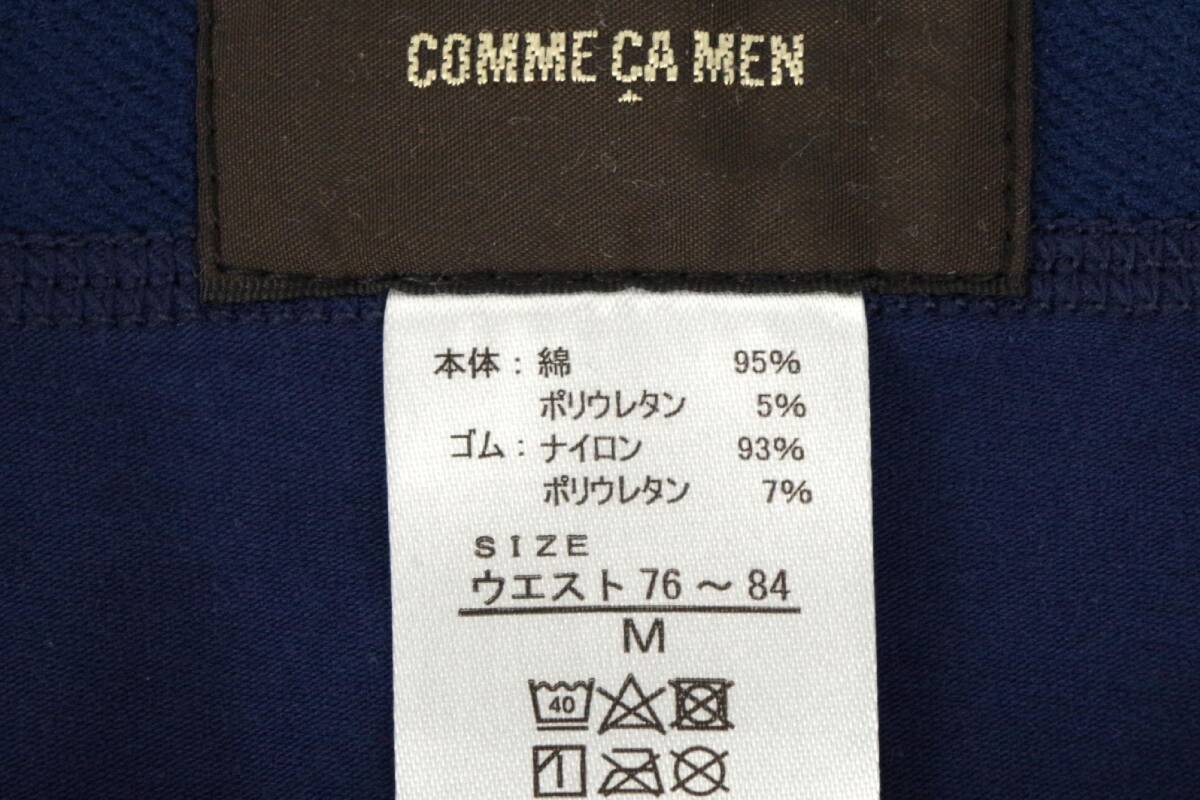 COMME ÇA MEN
本体：綿 95%
ポリウレタン 5%
ゴム：ナイロン 93%
ポリウレタン 7%
SIZE
ウエスト 76 ～ 84
M
40